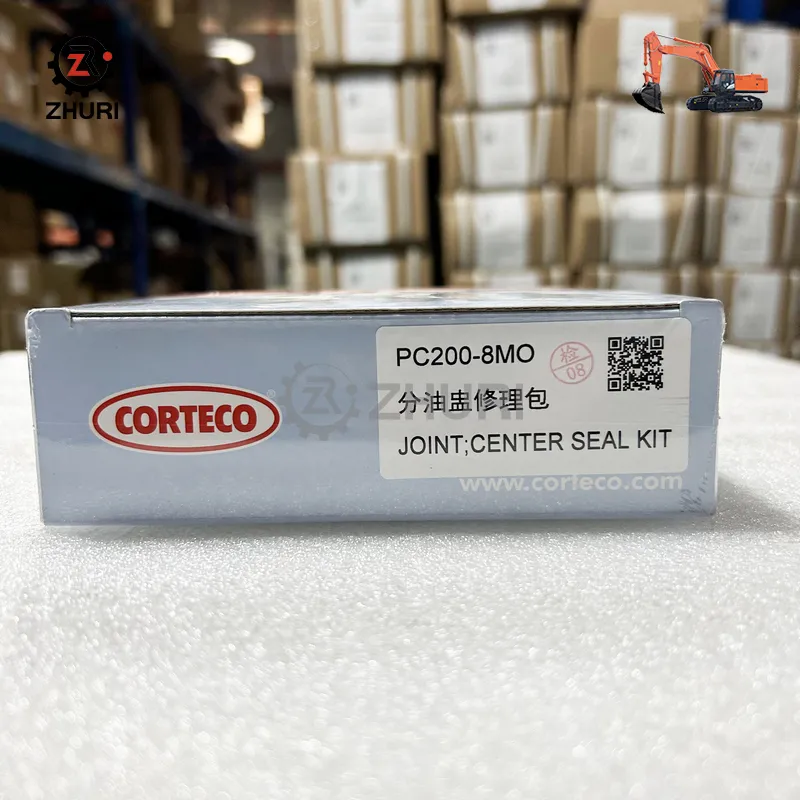 ZHURI
PC200-8MO
检
08
分油盅修理包
ZHURI
CORTECO
JOINT;CENTER SEAL KIT
www.corteco.com